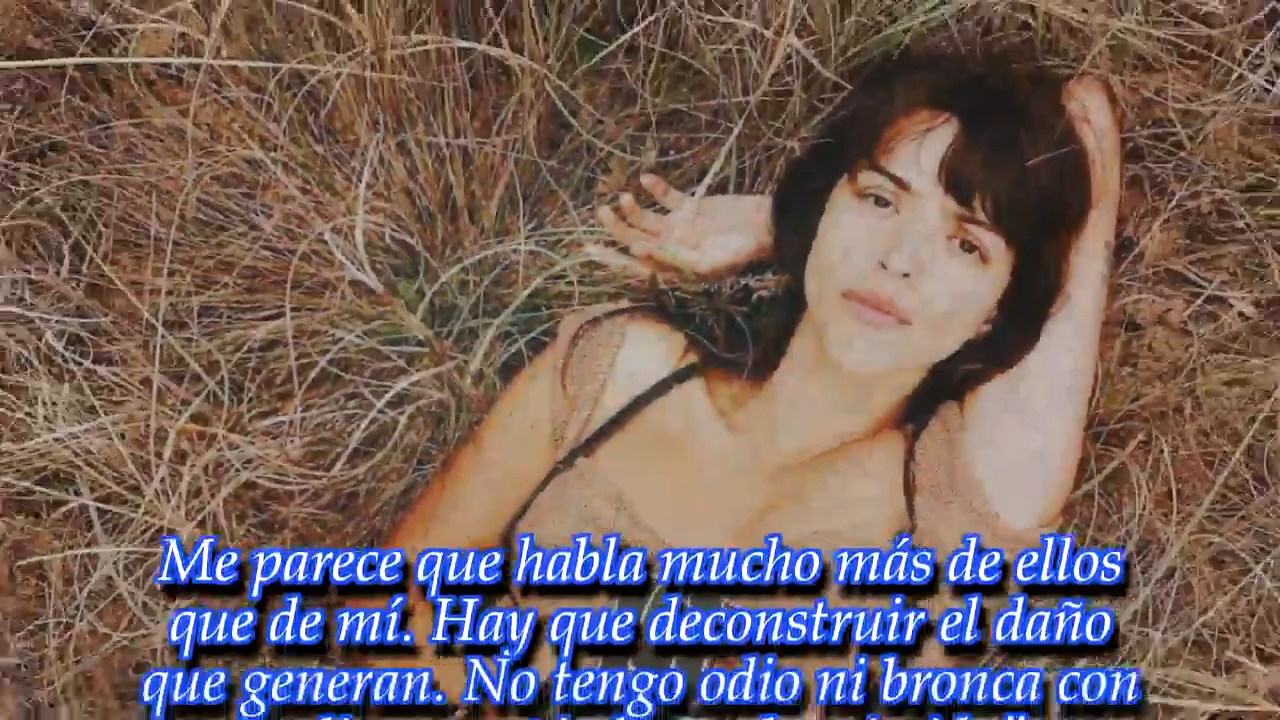 Me parece que habla mucho más de ellos
que de mí. Hay que deconstruir el daño
que generan. No tengo odio ni bronca con